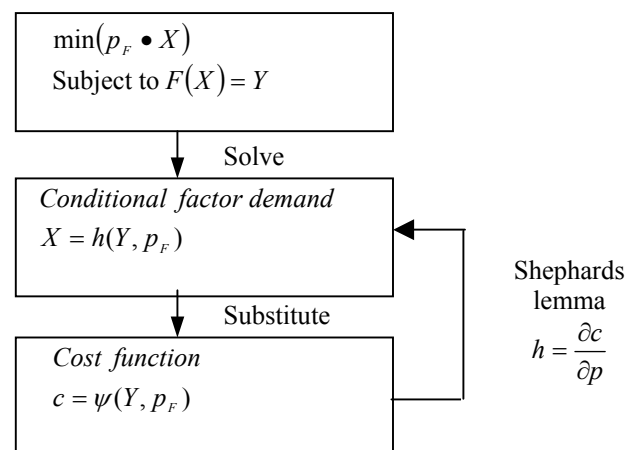 min(p_F • X)
Subject to F(X) = Y
Solve
Conditional factor demand
X = h(Y, p_F)
Substitute
Cost function
c = ψ(Y, p_F)
Shephards
lemma
h = ∂c/∂p